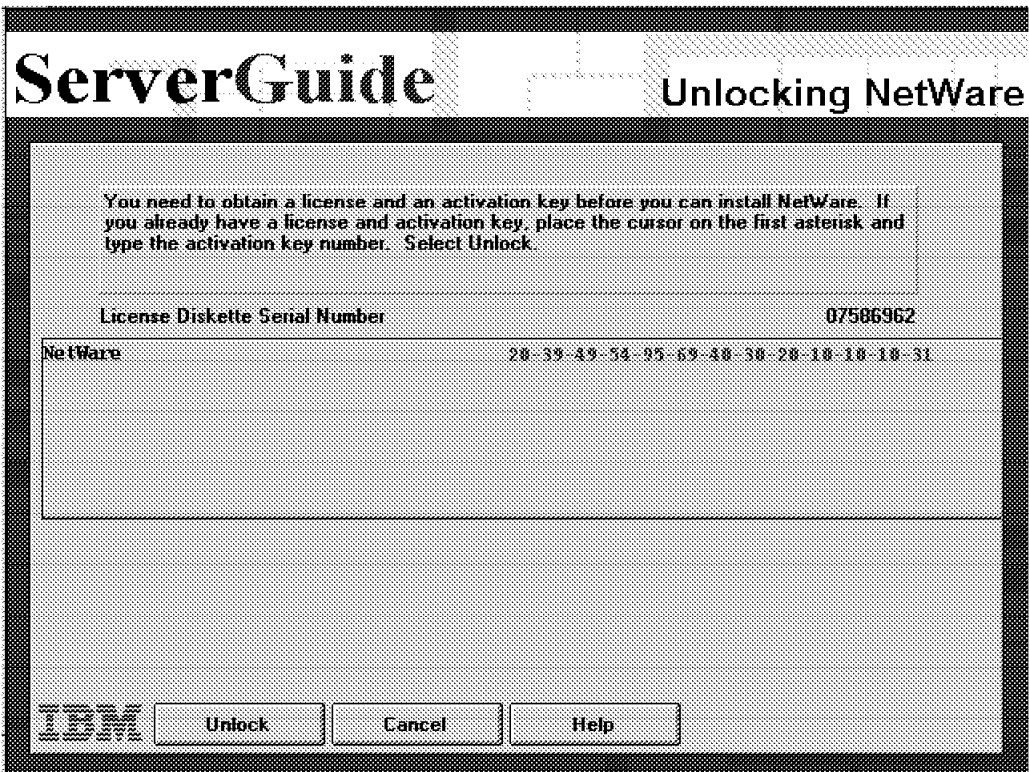 ServerGuide
Unlocking NetWare
You need to obtain a license and an activation key before you can install NetWare. If
you already have a license and activation key, place the cursor on the first asterisk and
type the activation key number. Select Unlock.
License Diskette Serial Number 07586962
NetWare 20-39-49-54-95-69-40-30-20-10-10-10-31
IBM Unlock Cancel Help